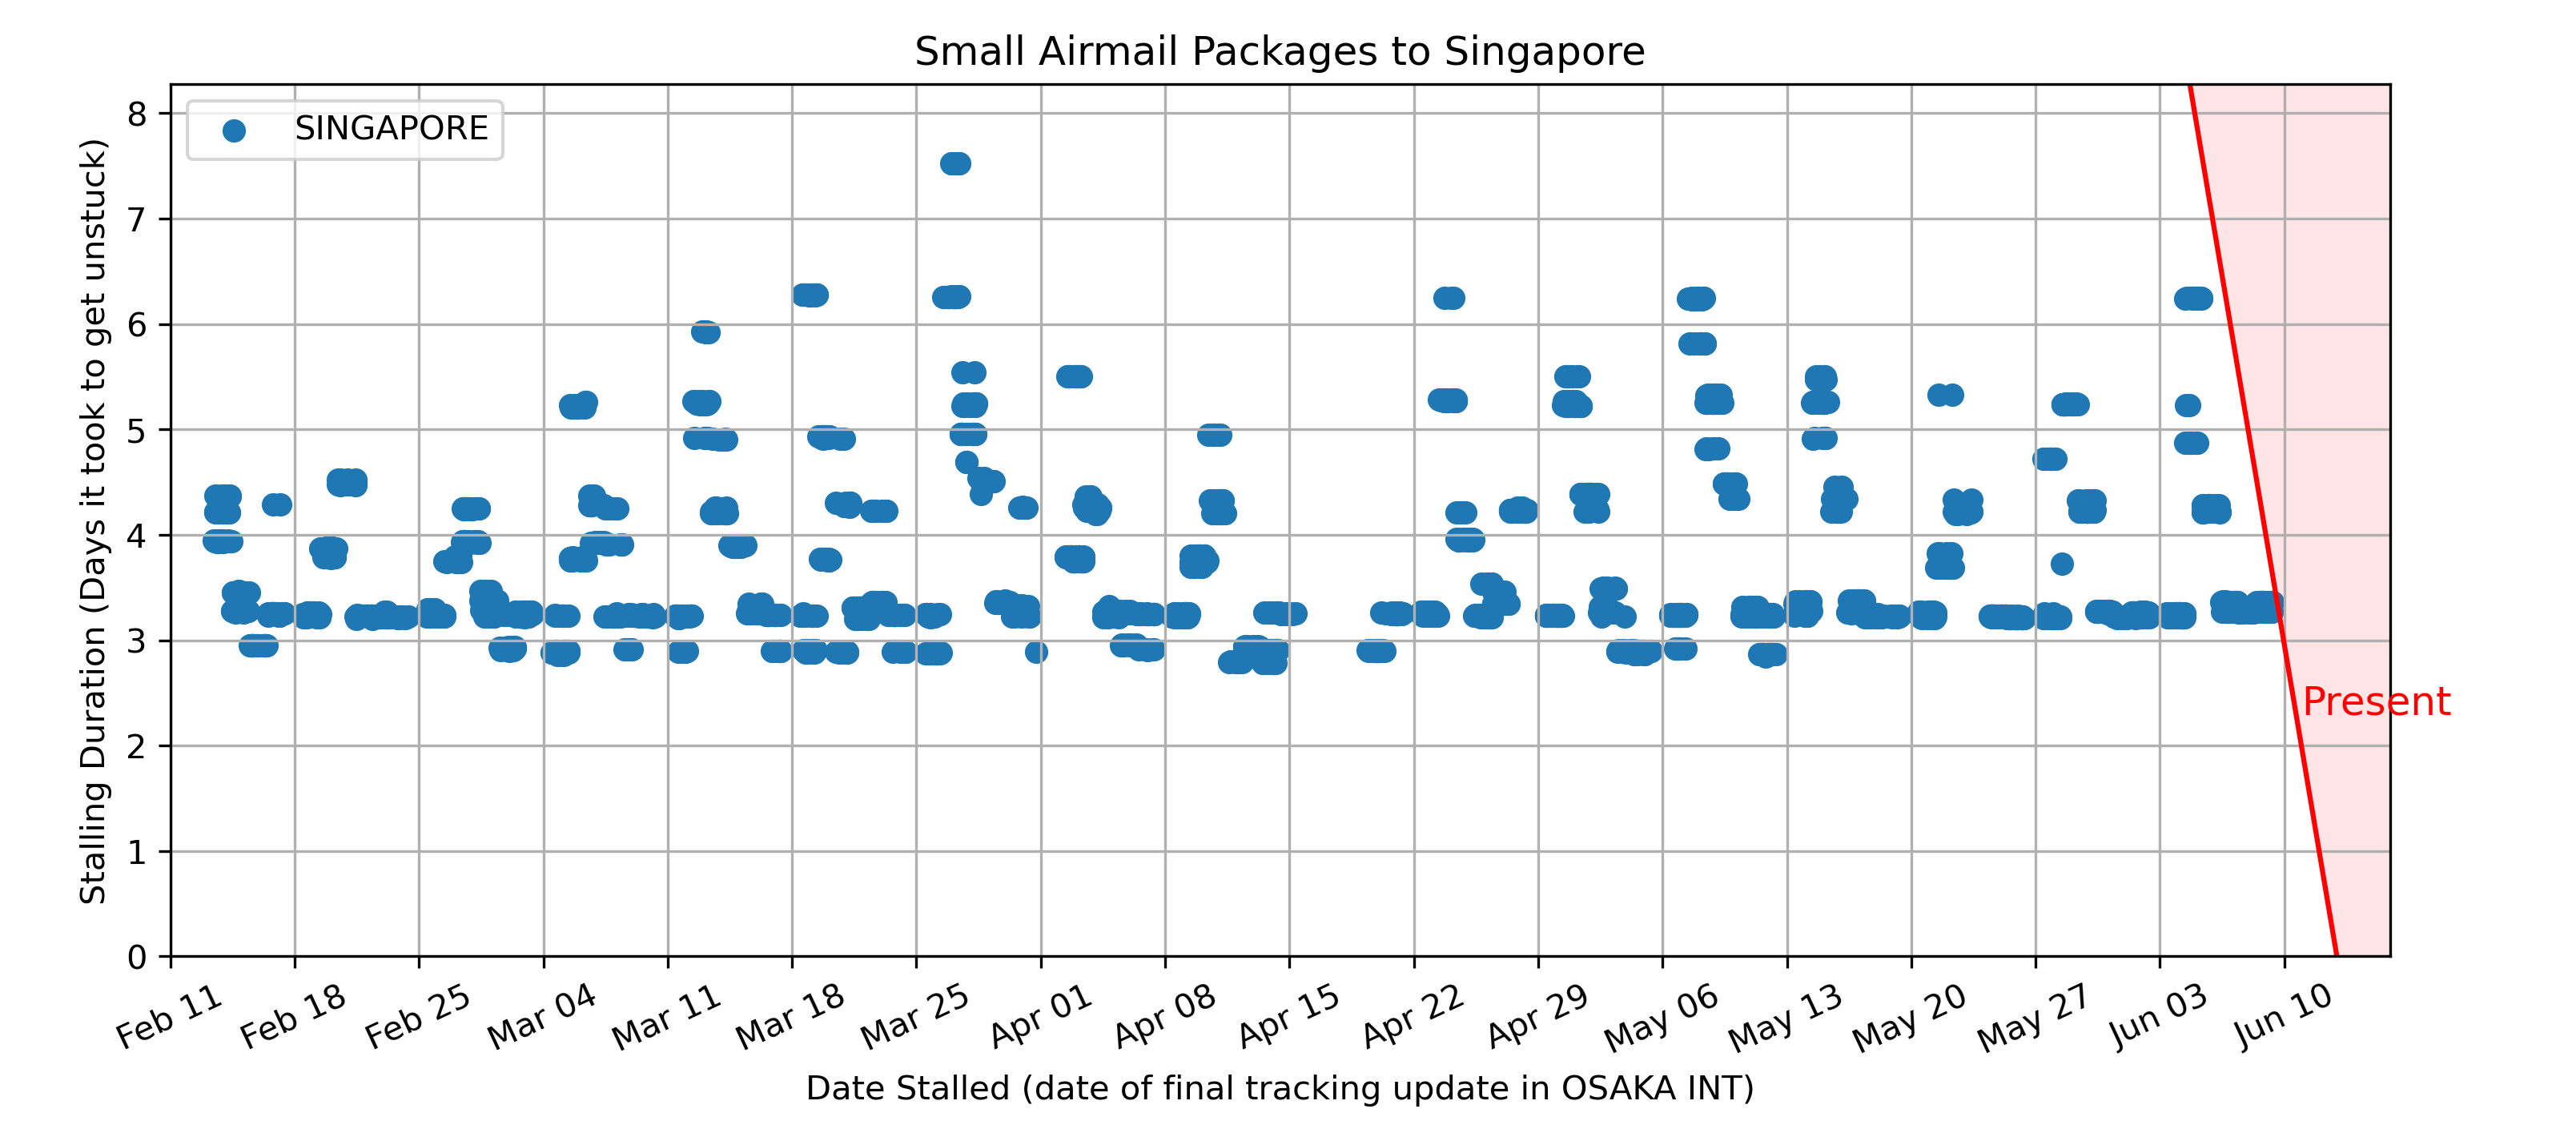 Small Airmail Packages to Singapore
SINGAPORE
Stalling Duration (Days it took to get unstuck)
8
7
6
5
4
3
2
1
0
Present
Feb 11
Feb 18
Feb 25
Mar 04
Mar 11
Mar 18
Mar 25
Apr 01
Apr 08
Apr 15
Apr 22
Apr 29
May 06
May 13
May 20
May 27
Jun 03
Jun 10
Date Stalled (date of final tracking update in OSAKA INT)